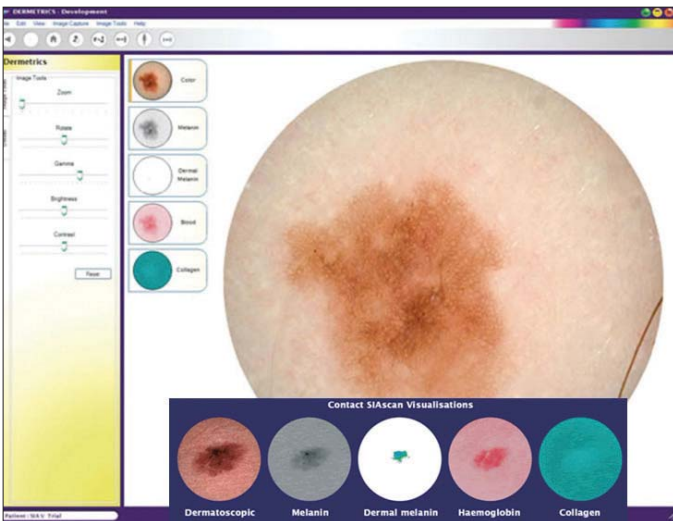 DERMETRICS - Development
Edit View Image Capture Image Tools Help
Dermetrics
Image Tools
Zoom
Rotate
Gamma
Brightness
Contrast
Reset
Color
Melanin
Dermal
Melanin
Blood
Collagen
Contact SIAscan Visualisations
Dermatoscopic Melanin Dermal melanin Haemoglobin Collagen
Trial